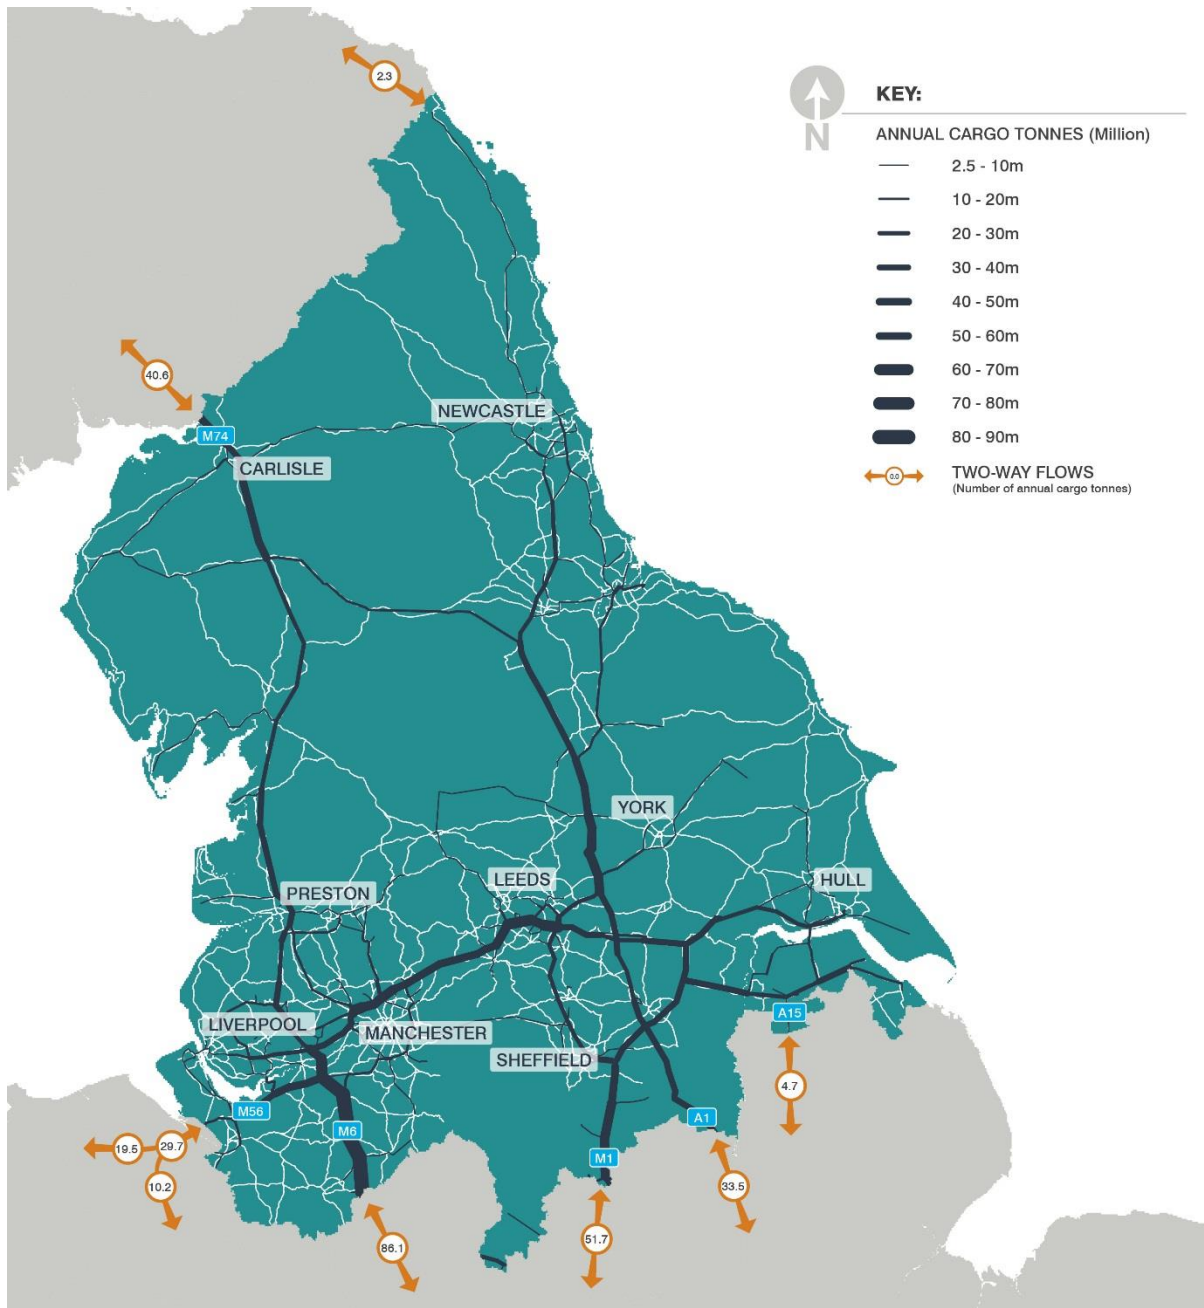 2.3
KEY:
N
ANNUAL CARGO TONNES (Million)
2.5 - 10m
10 - 20m
20 - 30m
30 - 40m
40 - 50m
50 - 60m
60 - 70m
70 - 80m
80 - 90m
0.0
TWO-WAY FLOWS
(Number of annual cargo tonnes)
40.6
NEWCASTLE
M74
CARLISLE
YORK
LEEDS
HULL
PRESTON
A15
LIVERPOOL
MANCHESTER
SHEFFIELD
4.7
M56
M6
A1
19.5
29.7
M1
10.2
33.5
86.1
51.7